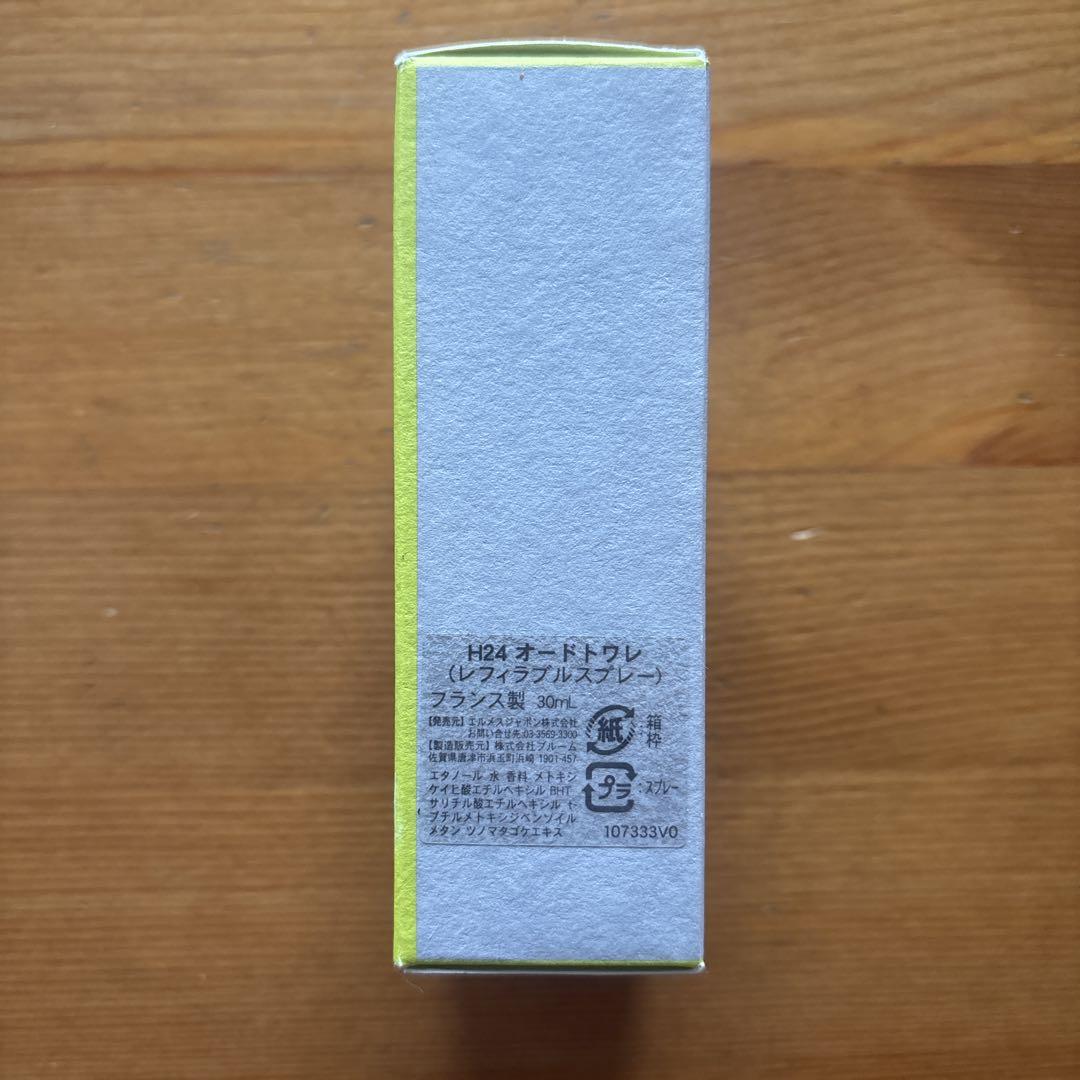 H24 オードトワレ
(レフィラブルスプレー)
フランス製 30mL
【発売元】エルメスジャポン株式会社
お問い合せ先:03-3569-3300
【製造販売元】株式会社ブルーム
佐賀県唐津市浜玉町浜崎 1901-457
紙 :箱 枠
エタノール 水 香料 メトキシ
ケイヒ酸エチルヘキシル BHT
サリチル酸エチルヘキシル t-
ブチルメトキシジベンゾイル
メタン ツノマタゴケエキス
プラ :スプレー
107333V0